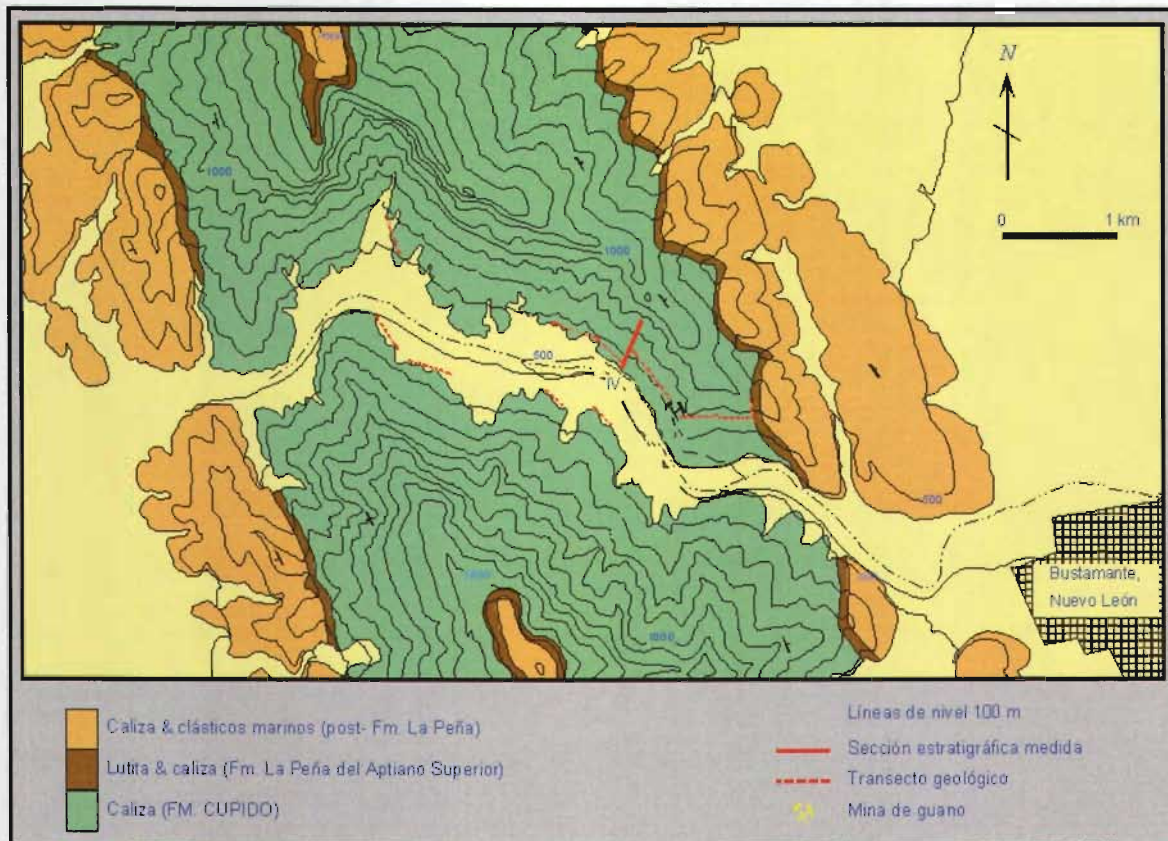 N
0 1 km
1000
1000
500
IV
500
1000
1000
Bustamante,
Nuevo León
Caliza & clásticos marinos (post- Fm. La Peña)
Lutita & caliza (Fm. La Peña del Aptiano Superior)
Caliza (FM. CUPIDO)
Líneas de nivel 100 m
Sección estratigráfica medida
Transecto geológico
Mina de guano